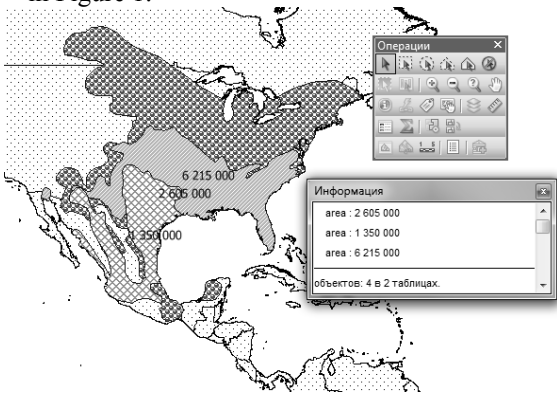 in Figure 1.
Операции
6 215 000
2 605 000
1 350 000
Информация
area : 2 605 000
area : 1 350 000
area : 6 215 000
объектов: 4 в 2 таблицах.